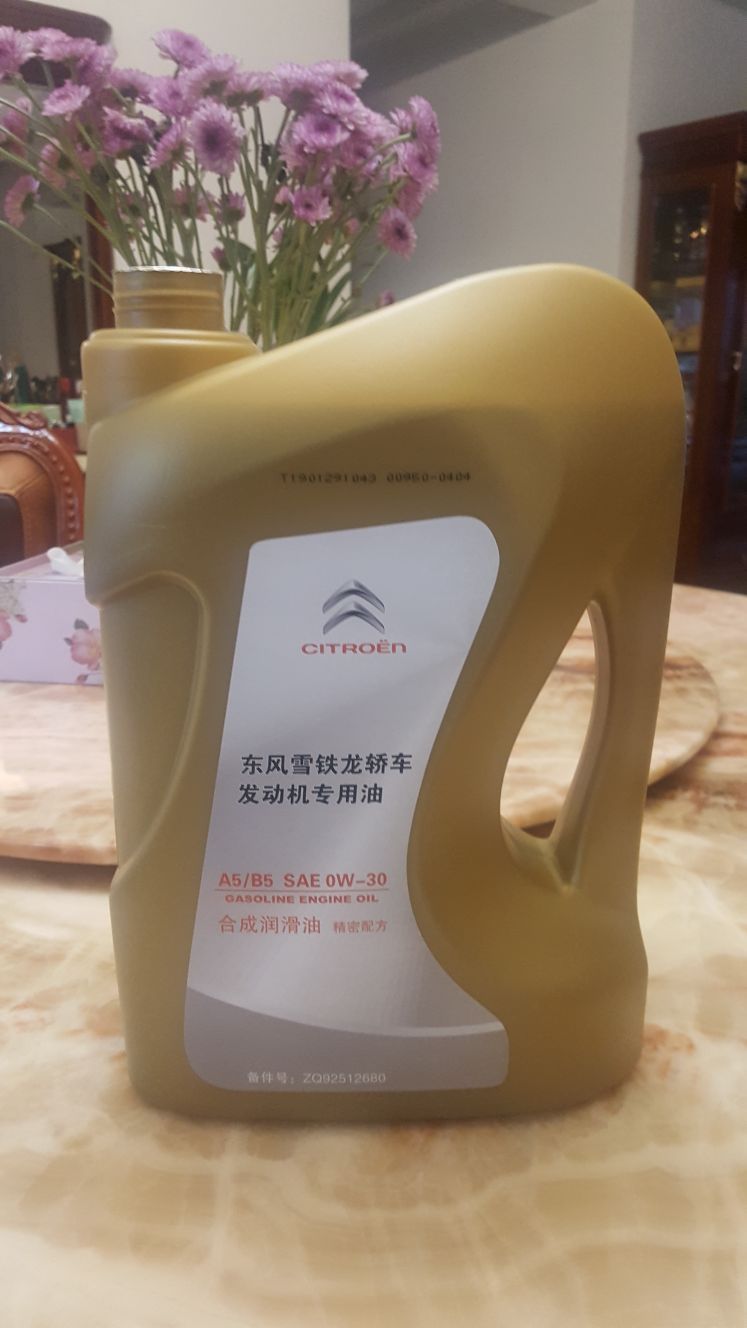 T1901291043 00950-0404
CITROËN
东风雪铁龙轿车
发动机专用油
A5/B5 SAE 0W-30
GASOLINE ENGINE OIL
合成润滑油 精密配方
备件号：ZQ92512680